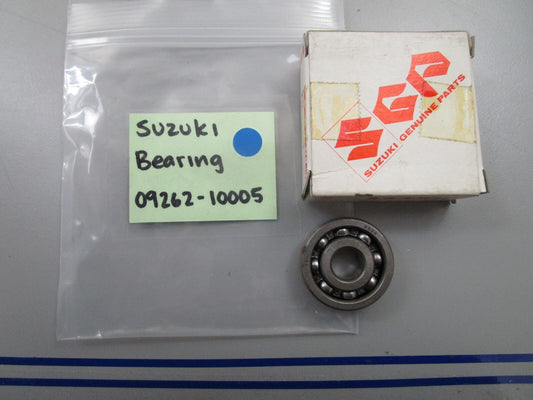 SUZUKI
Bearing
09262-10005
SGP
SUZUKI GENUINE PARTS